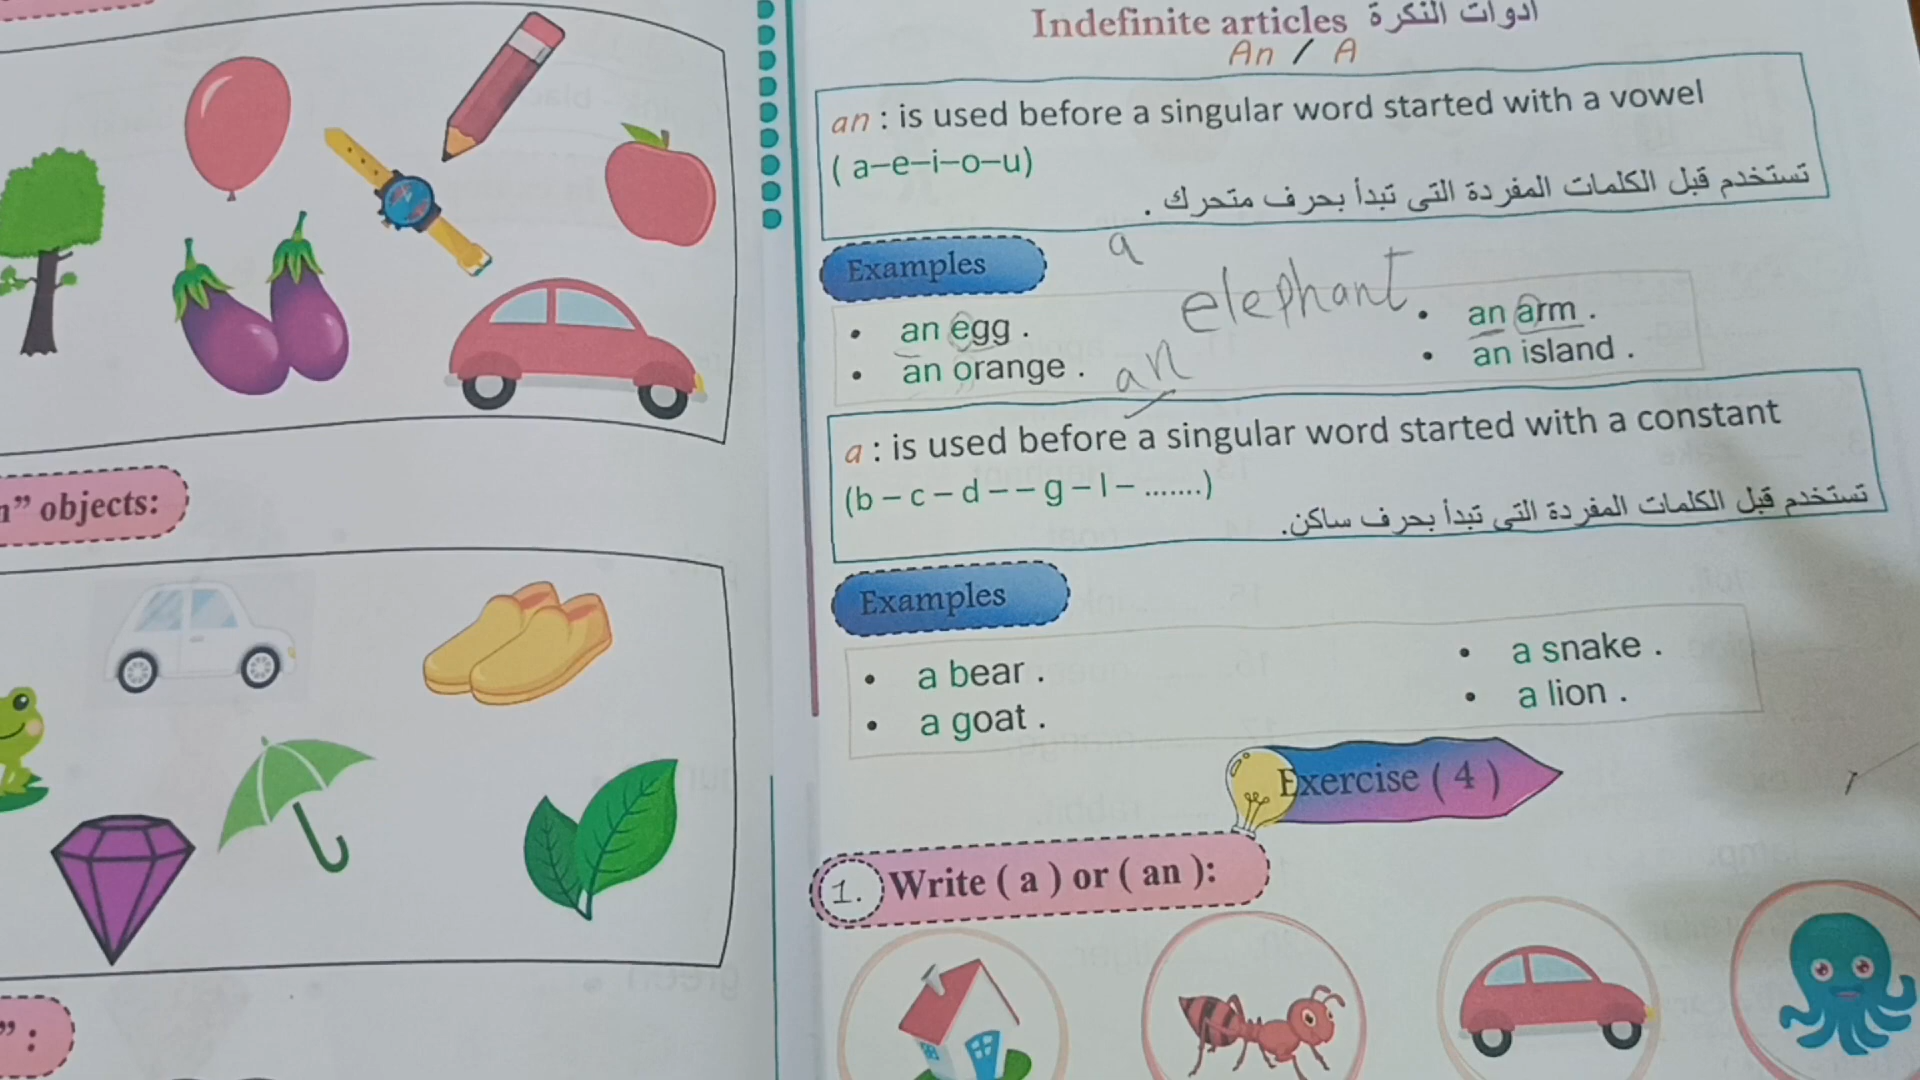 n" objects:
" :
Indefinite articles أدوات النكرة
An / A
an : is used before a singular word started with a vowel
( a–e–i–o–u)
تستخدم قبل الكلمات المفردة التى تبدأ بحرف متحرك .
Examples
a
elephant
an
• an egg .
• an orange .
• an arm .
• an island .
a : is used before a singular word started with a constant
(b – c – d – – g – l – .......)
تستخدم قبل الكلمات المفردة التى تبدأ بحرف ساكن.
Examples
• a bear .
• a goat .
• a snake .
• a lion .
Exercise ( 4 )
1. Write ( a ) or ( an ):